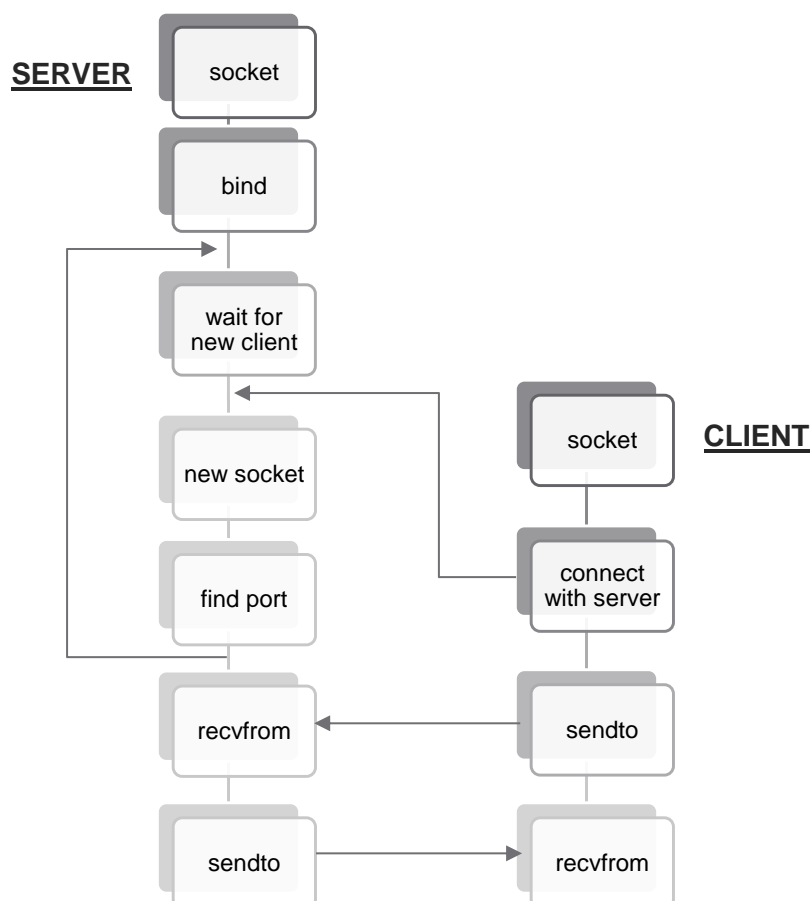 SERVER
socket
bind
wait for
new client
new socket
find port
recvfrom
sendto
CLIENT
socket
connect
with server
sendto
recvfrom